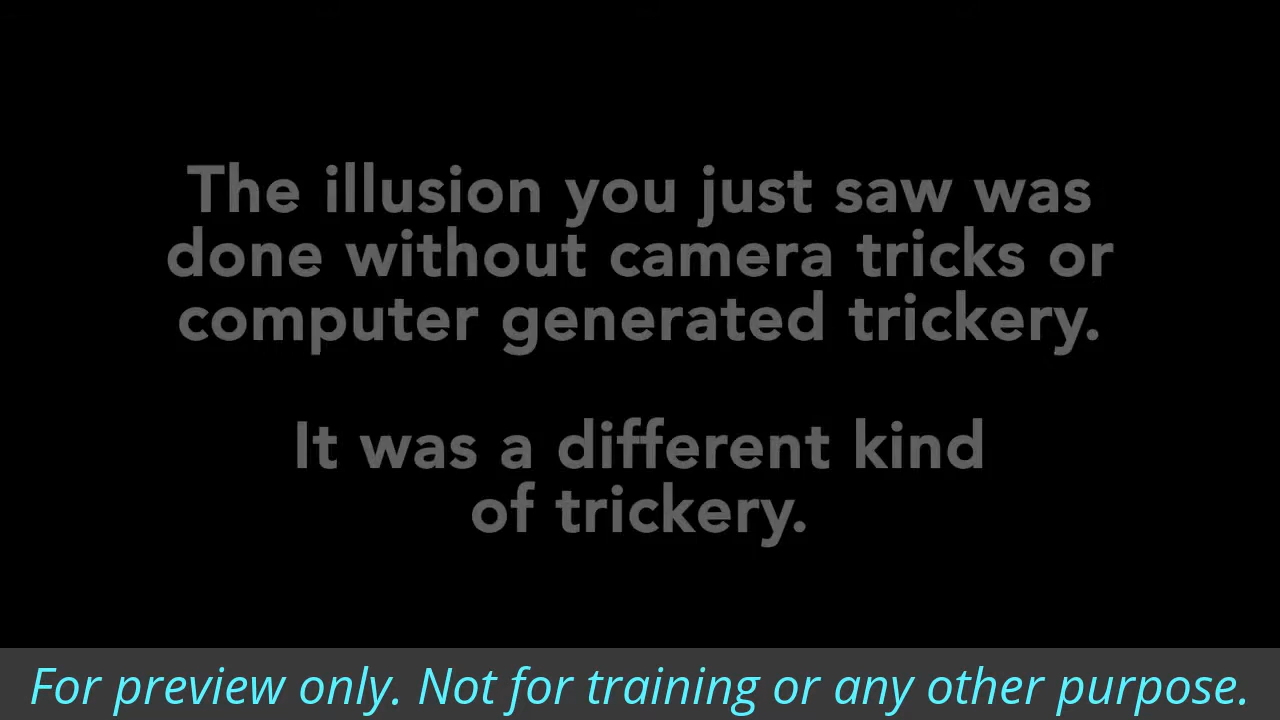 The illusion you just saw was
done without camera tricks or
computer generated trickery.
It was a different kind
of trickery.
For preview only. Not for training or any other purpose.